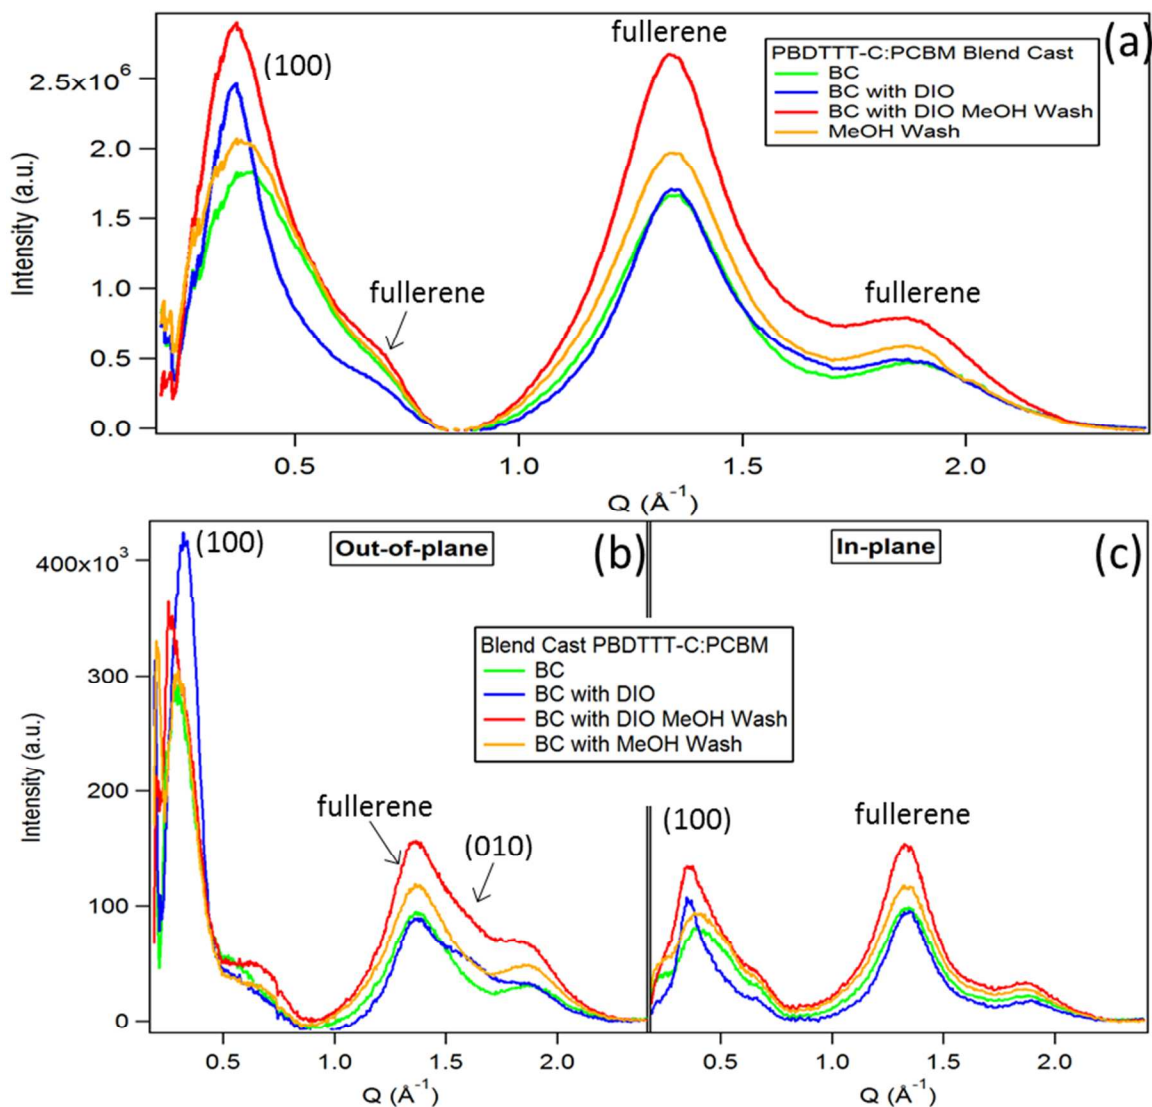 (a)
fullerene
(100)
PBDTTT-C:PCBM Blend Cast
BC
BC with DIO
BC with DIO MeOH Wash
MeOH Wash
2.5x10⁶
2.0
1.5
1.0
0.5
0.0
Intensity (a.u.)
fullerene
fullerene
0.5
1.0
1.5
2.0
Q (Å⁻¹)
(100)
Out-of-plane
(b)
In-plane
(c)
400x10³
300
200
100
0
Intensity (a.u.)
Blend Cast PBDTTT-C:PCBM
BC
BC with DIO
BC with DIO MeOH Wash
BC with MeOH Wash
fullerene
(010)
(100)
fullerene
0.5
1.0
1.5
2.0
Q (Å⁻¹)
0.5
1.0
1.5
2.0
Q (Å⁻¹)